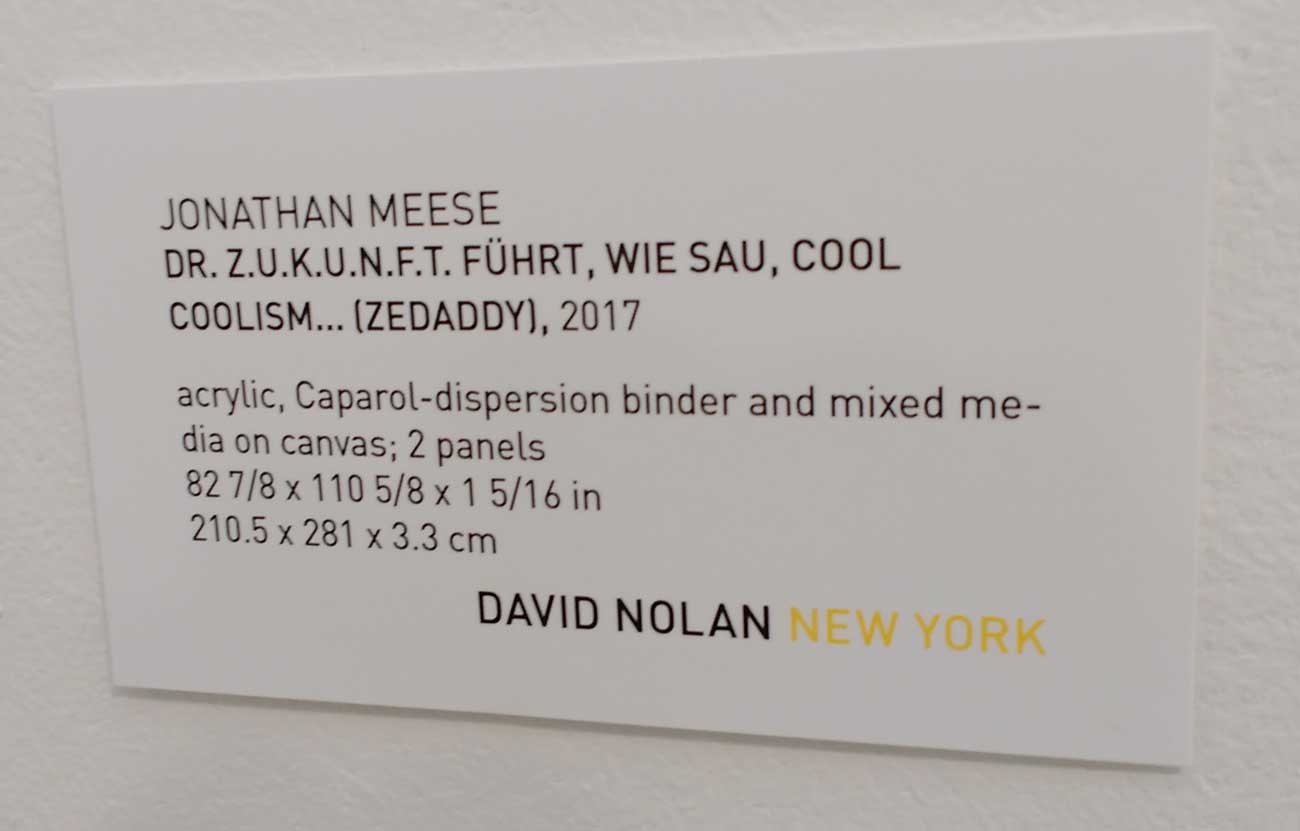 JONATHAN MEESE
DR. Z.U.K.U.N.F.T. FÜHRT, WIE SAU, COOL
COOLISM... (ZEDADDY), 2017
acrylic, Caparol-dispersion binder and mixed me-
dia on canvas; 2 panels
82 7/8 x 110 5/8 x 1 5/16 in
210.5 x 281 x 3.3 cm
DAVID NOLAN NEW YORK